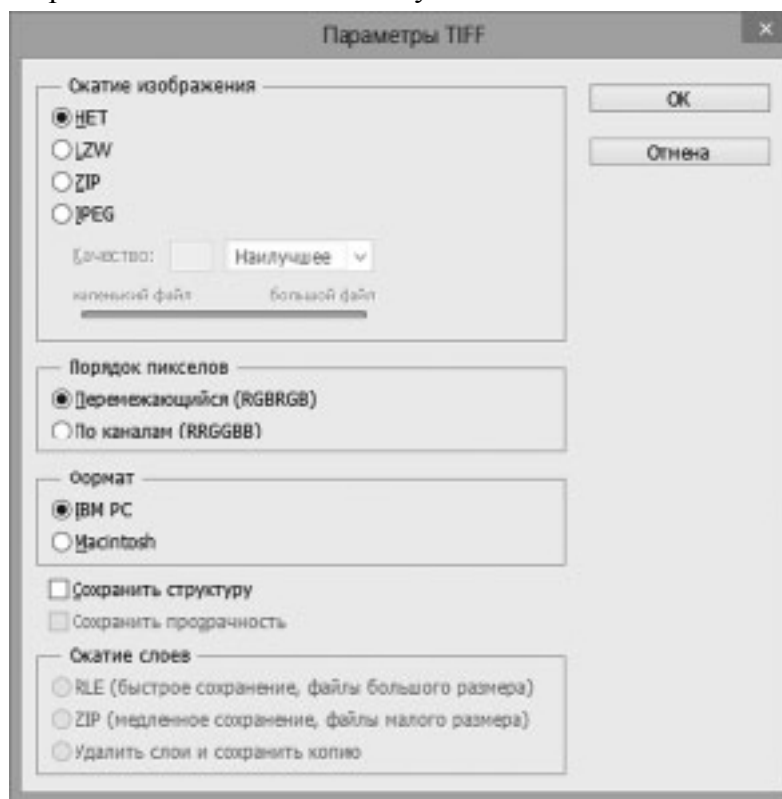 Параметры TIFF
Сжатие изображения
НЕТ
LZW
ZIP
JPEG
Качество:
Наилучшее
маленький файл
большой файл
Порядок пикселов
Перемежающийся (RGBRGB)
По каналам (RRGGBB)
Формат
IBM PC
Macintosh
Сохранить структуру
Сохранить прозрачность
Сжатие слоев
RLE (быстрое сохранение, файлы большого размера)
ZIP (медленное сохранение, файлы малого размера)
Удалить слои и сохранить копию
OK
Отмена